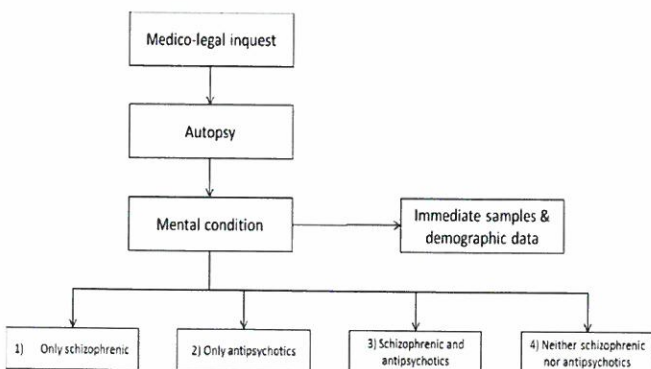 Medico-legal inquest
Autopsy
Mental condition
Immediate samples &
demographic data
1) Only schizophrenic
2) Only antipsychotics
3) Schizophrenic and
antipsychotics
4) Neither schizophrenic
nor antipsychotics